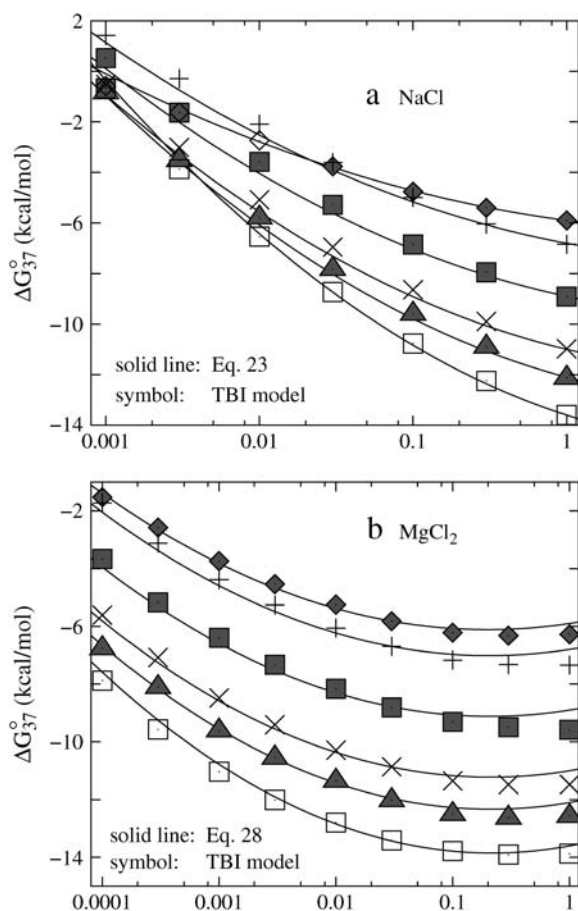 2
a NaCl
−2
−6
ΔG°37 (kcal/mol)
−10
solid line: Eq. 23
symbol: TBI model
−14
0.001 0.01 0.1 1
−2
b MgCl2
−6
ΔG°37 (kcal/mol)
−10
solid line: Eq. 28
symbol: TBI model
−14
0.0001 0.001 0.01 0.1 1